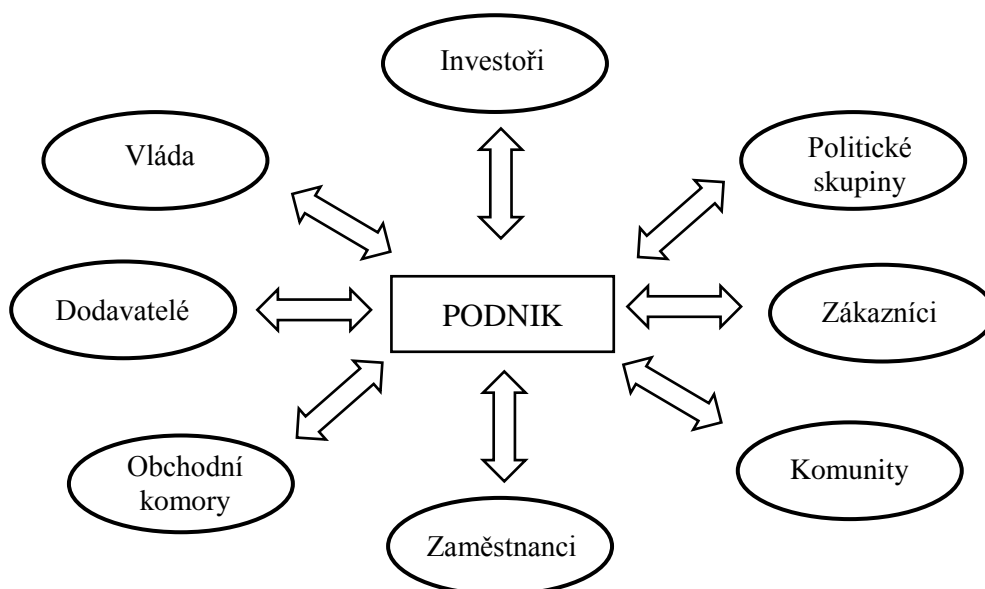 Investoři
Vláda
Politické
skupiny
Dodavatelé
PODNIK
Zákazníci
Obchodní
komory
Komunity
Zaměstnanci